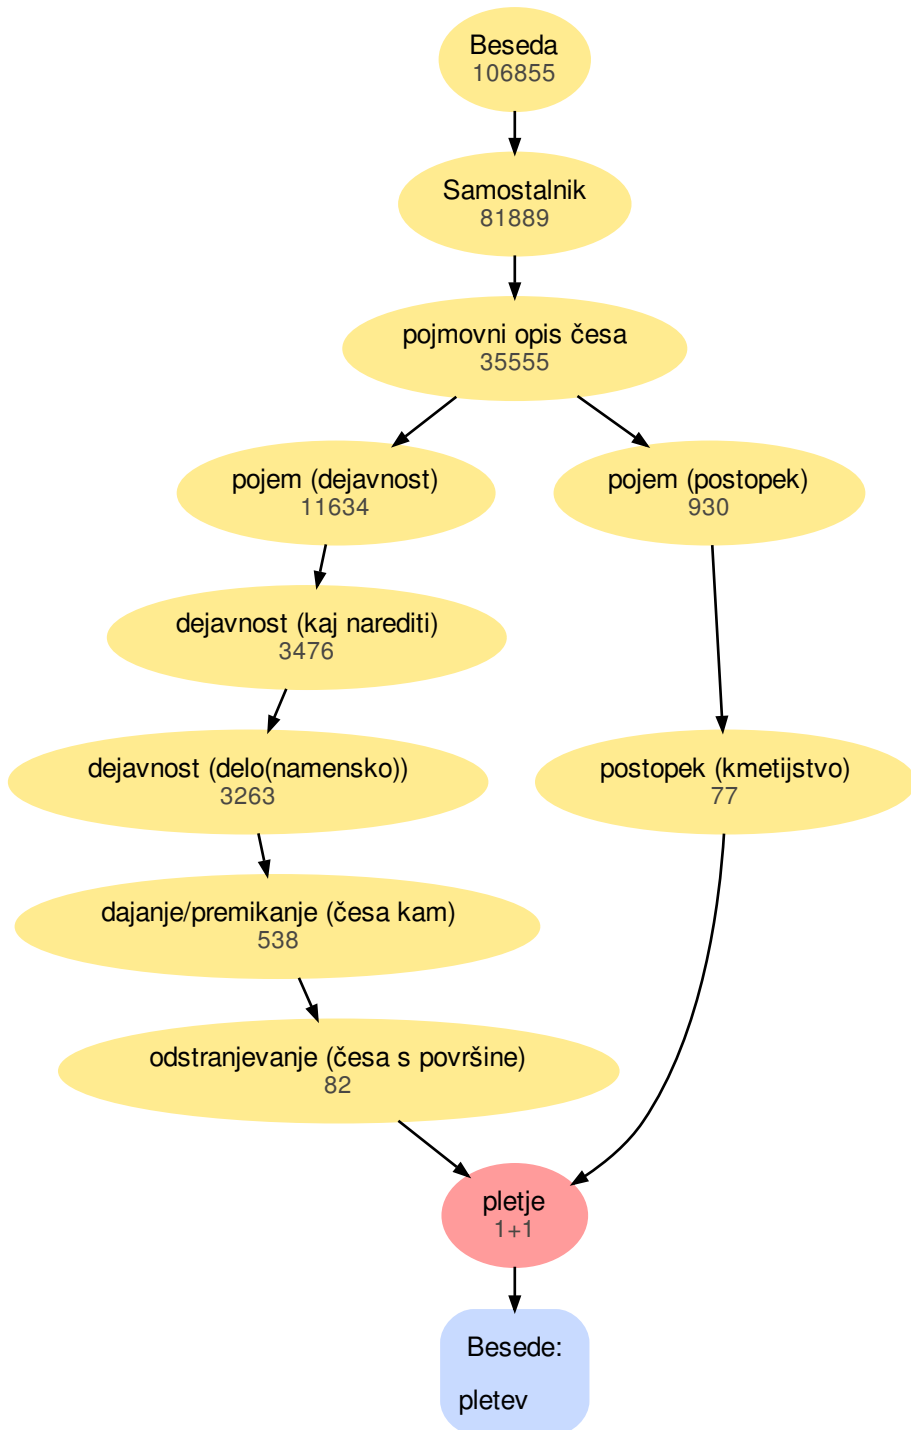 Beseda
106855
Samostalnik
81889
pojmovni opis česa
35555
pojem (dejavnost)
11634
pojem (postopek)
930
dejavnost (kaj narediti)
3476
dejavnost (delo(namensko))
3263
postopek (kmetijstvo)
77
dajanje/premikanje (česa kam)
538
odstranjevanje (česa s površine)
82
pletje
1+1
Besede:
pletev